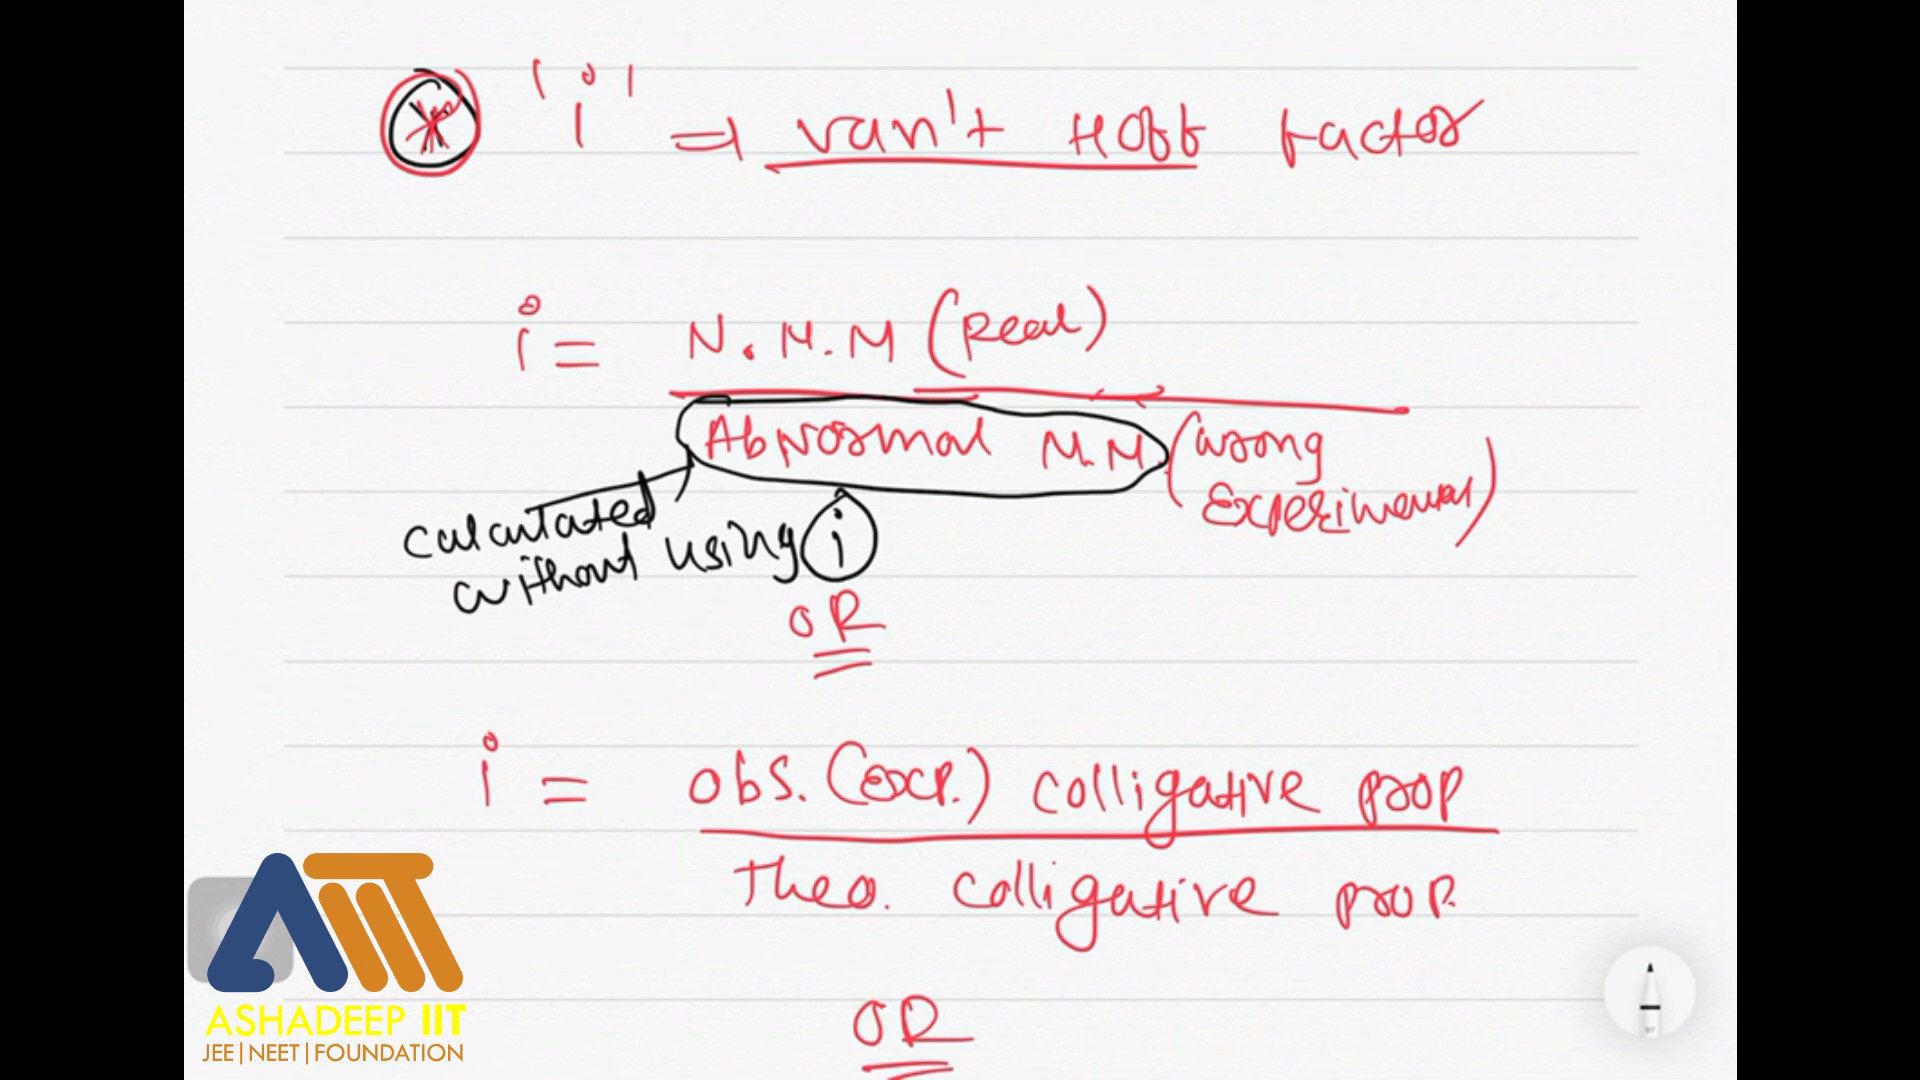 ' i ' ⇒ van't Hoff factor
i = N.M.M (Real)
Abnormal M.M. (wrong
Experimental)
calculated
without using i
OR
i = obs. (exp.) colligative prop
Theo. colligative prop.
OR
ASHADEEP IIT
JEE|NEET|FOUNDATION